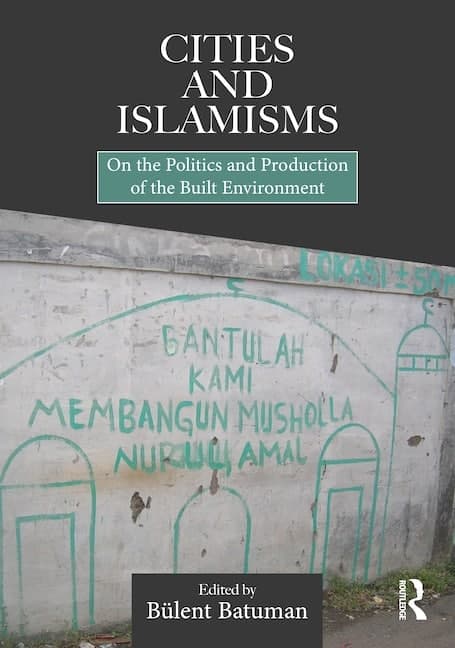 CITIES
AND
ISLAMISMS
On the Politics and Production
of the Built Environment
LOKASI ± 50M
BANTULAH
KAMI
MEMBANGUN MUSHOLLA
NURUL AMAL
Edited by
Bülent Batuman
ROUTLEDGE